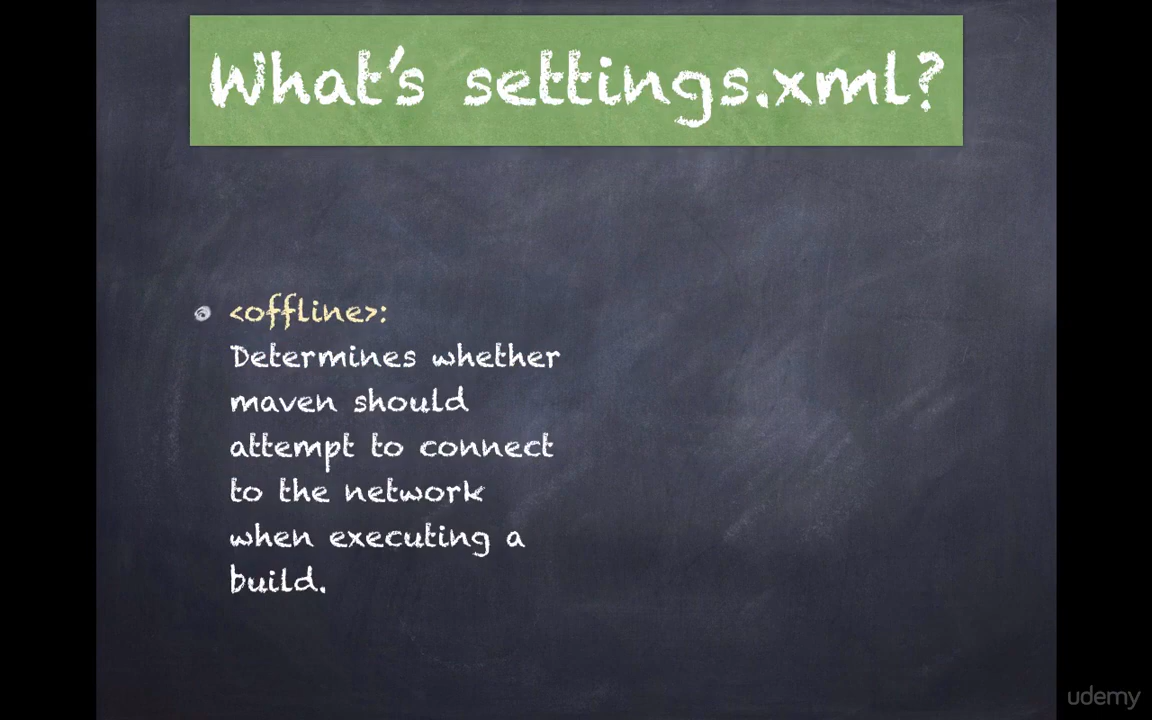 What's settings.xml?
<offline>:
Determines whether
maven should
attempt to connect
to the network
when executing a
build.
udemy